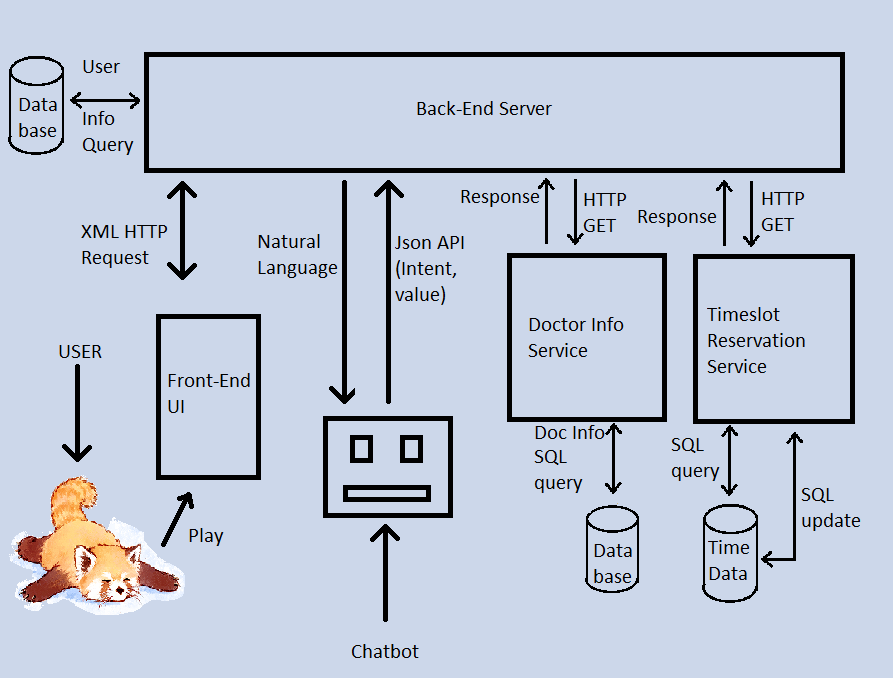 User
Data
base
Info
Query
Back-End Server
XML HTTP
Request
Natural
Language
Json API
(Intent,
value)
Response
HTTP
GET
Response
HTTP
GET
USER
Front-End
UI
Play
Doctor Info
Service
Timeslot
Reservation
Service
Doc Info
SQL
query
SQL
query
SQL
update
Data
base
Time
Data
Chatbot